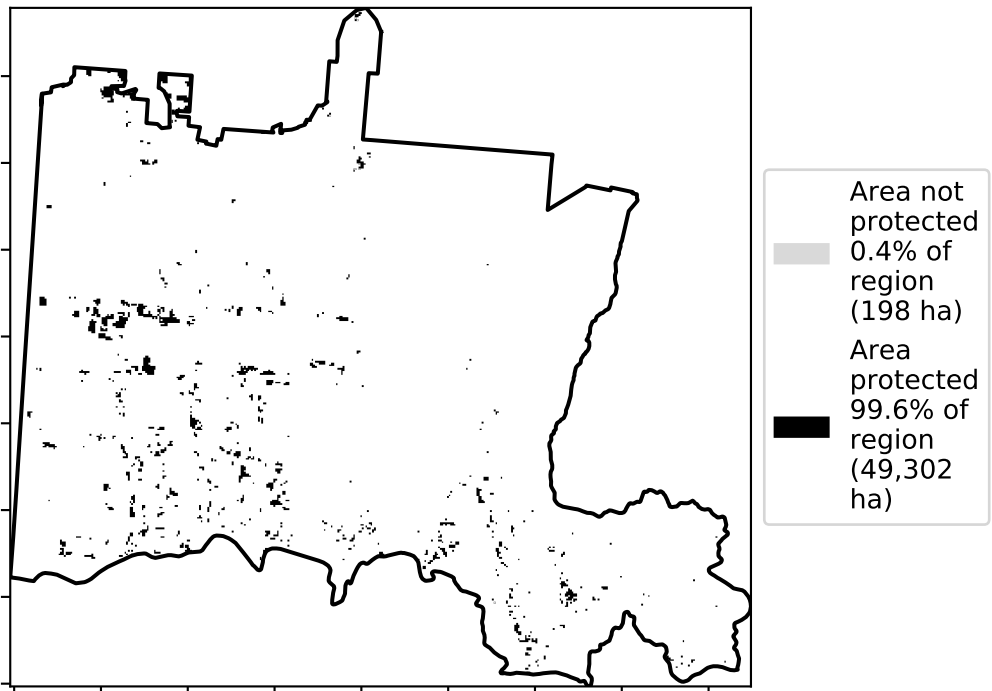 Area not
protected
0.4% of
region
(198 ha)
Area
protected
99.6% of
region
(49,302
ha)